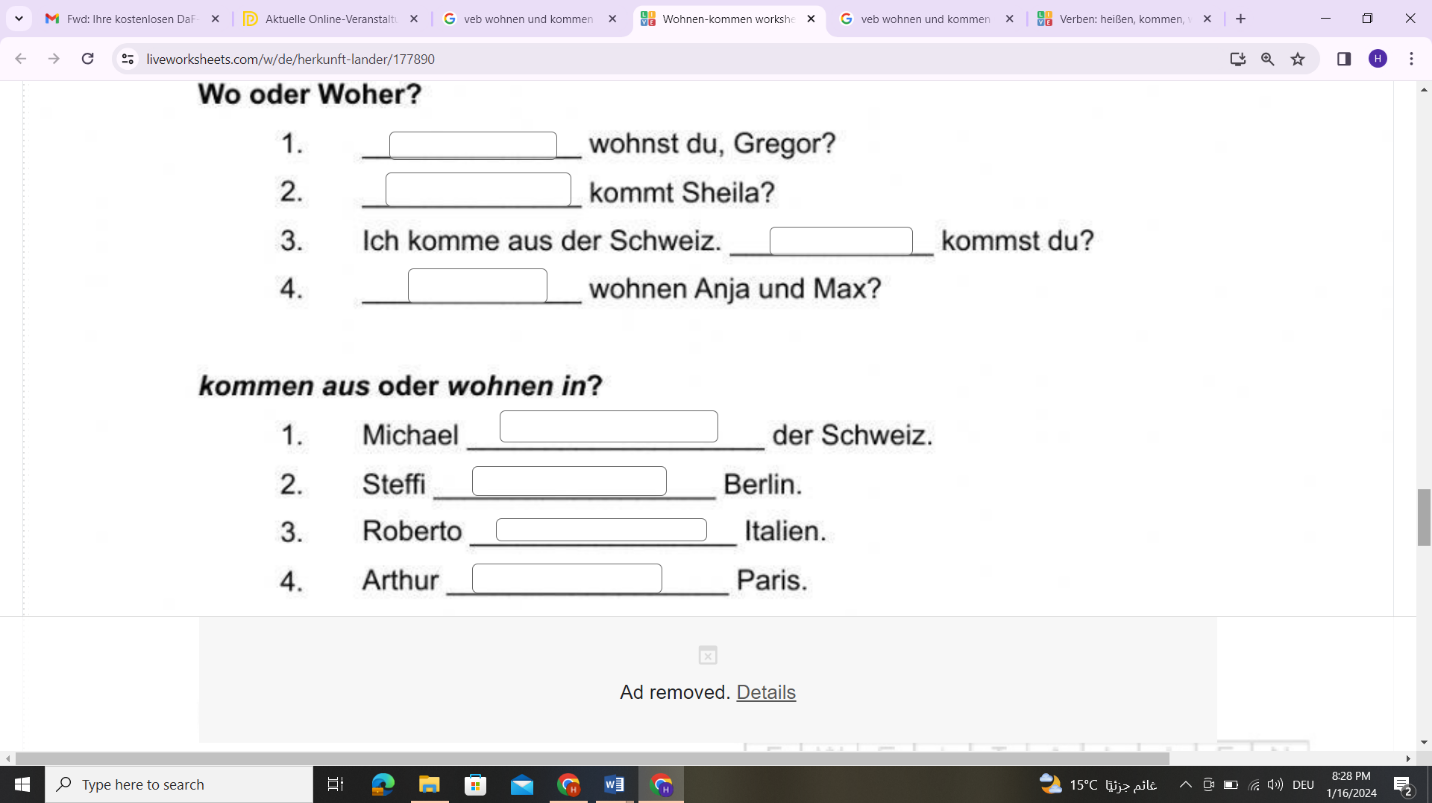 Fwd: Ihre kostenlosen DaF
Aktuelle Online-Veranstalt
veb wohnen und kommen
Wohnen-kommen workshe
veb wohnen und kommen
Verben: heißen, kommen,
liveworksheets.com/w/de/herkunft-lander/177890
H
Wo oder Woher?
1. wohnst du, Gregor?
2. kommt Sheila?
3. Ich komme aus der Schweiz. kommst du?
4. wohnen Anja und Max?
kommen aus oder wohnen in?
1. Michael der Schweiz.
2. Steffi Berlin.
3. Roberto Italien.
4. Arthur Paris.
Ad removed. Details
Type here to search
15°C غائم جزئيًا
DEU
8:28 PM
1/16/2024
2